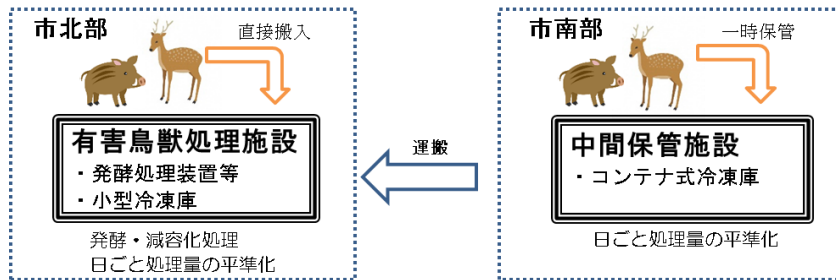 市北部
直接搬入
有害鳥獣処理施設
・発酵処理装置等
・小型冷凍庫
発酵・減容化処理
日ごと処理量の平準化
運搬
市南部
一時保管
中間保管施設
・コンテナ式冷凍庫
日ごと処理量の平準化